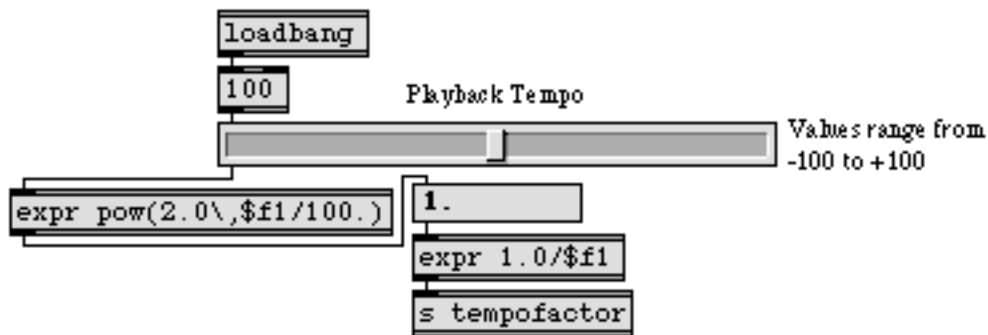 loadbang
100
Playback Tempo
Values range from
-100 to +100
expr pow(2.0\,$f1/100.)
1.
expr 1.0/$f1
s tempofactor